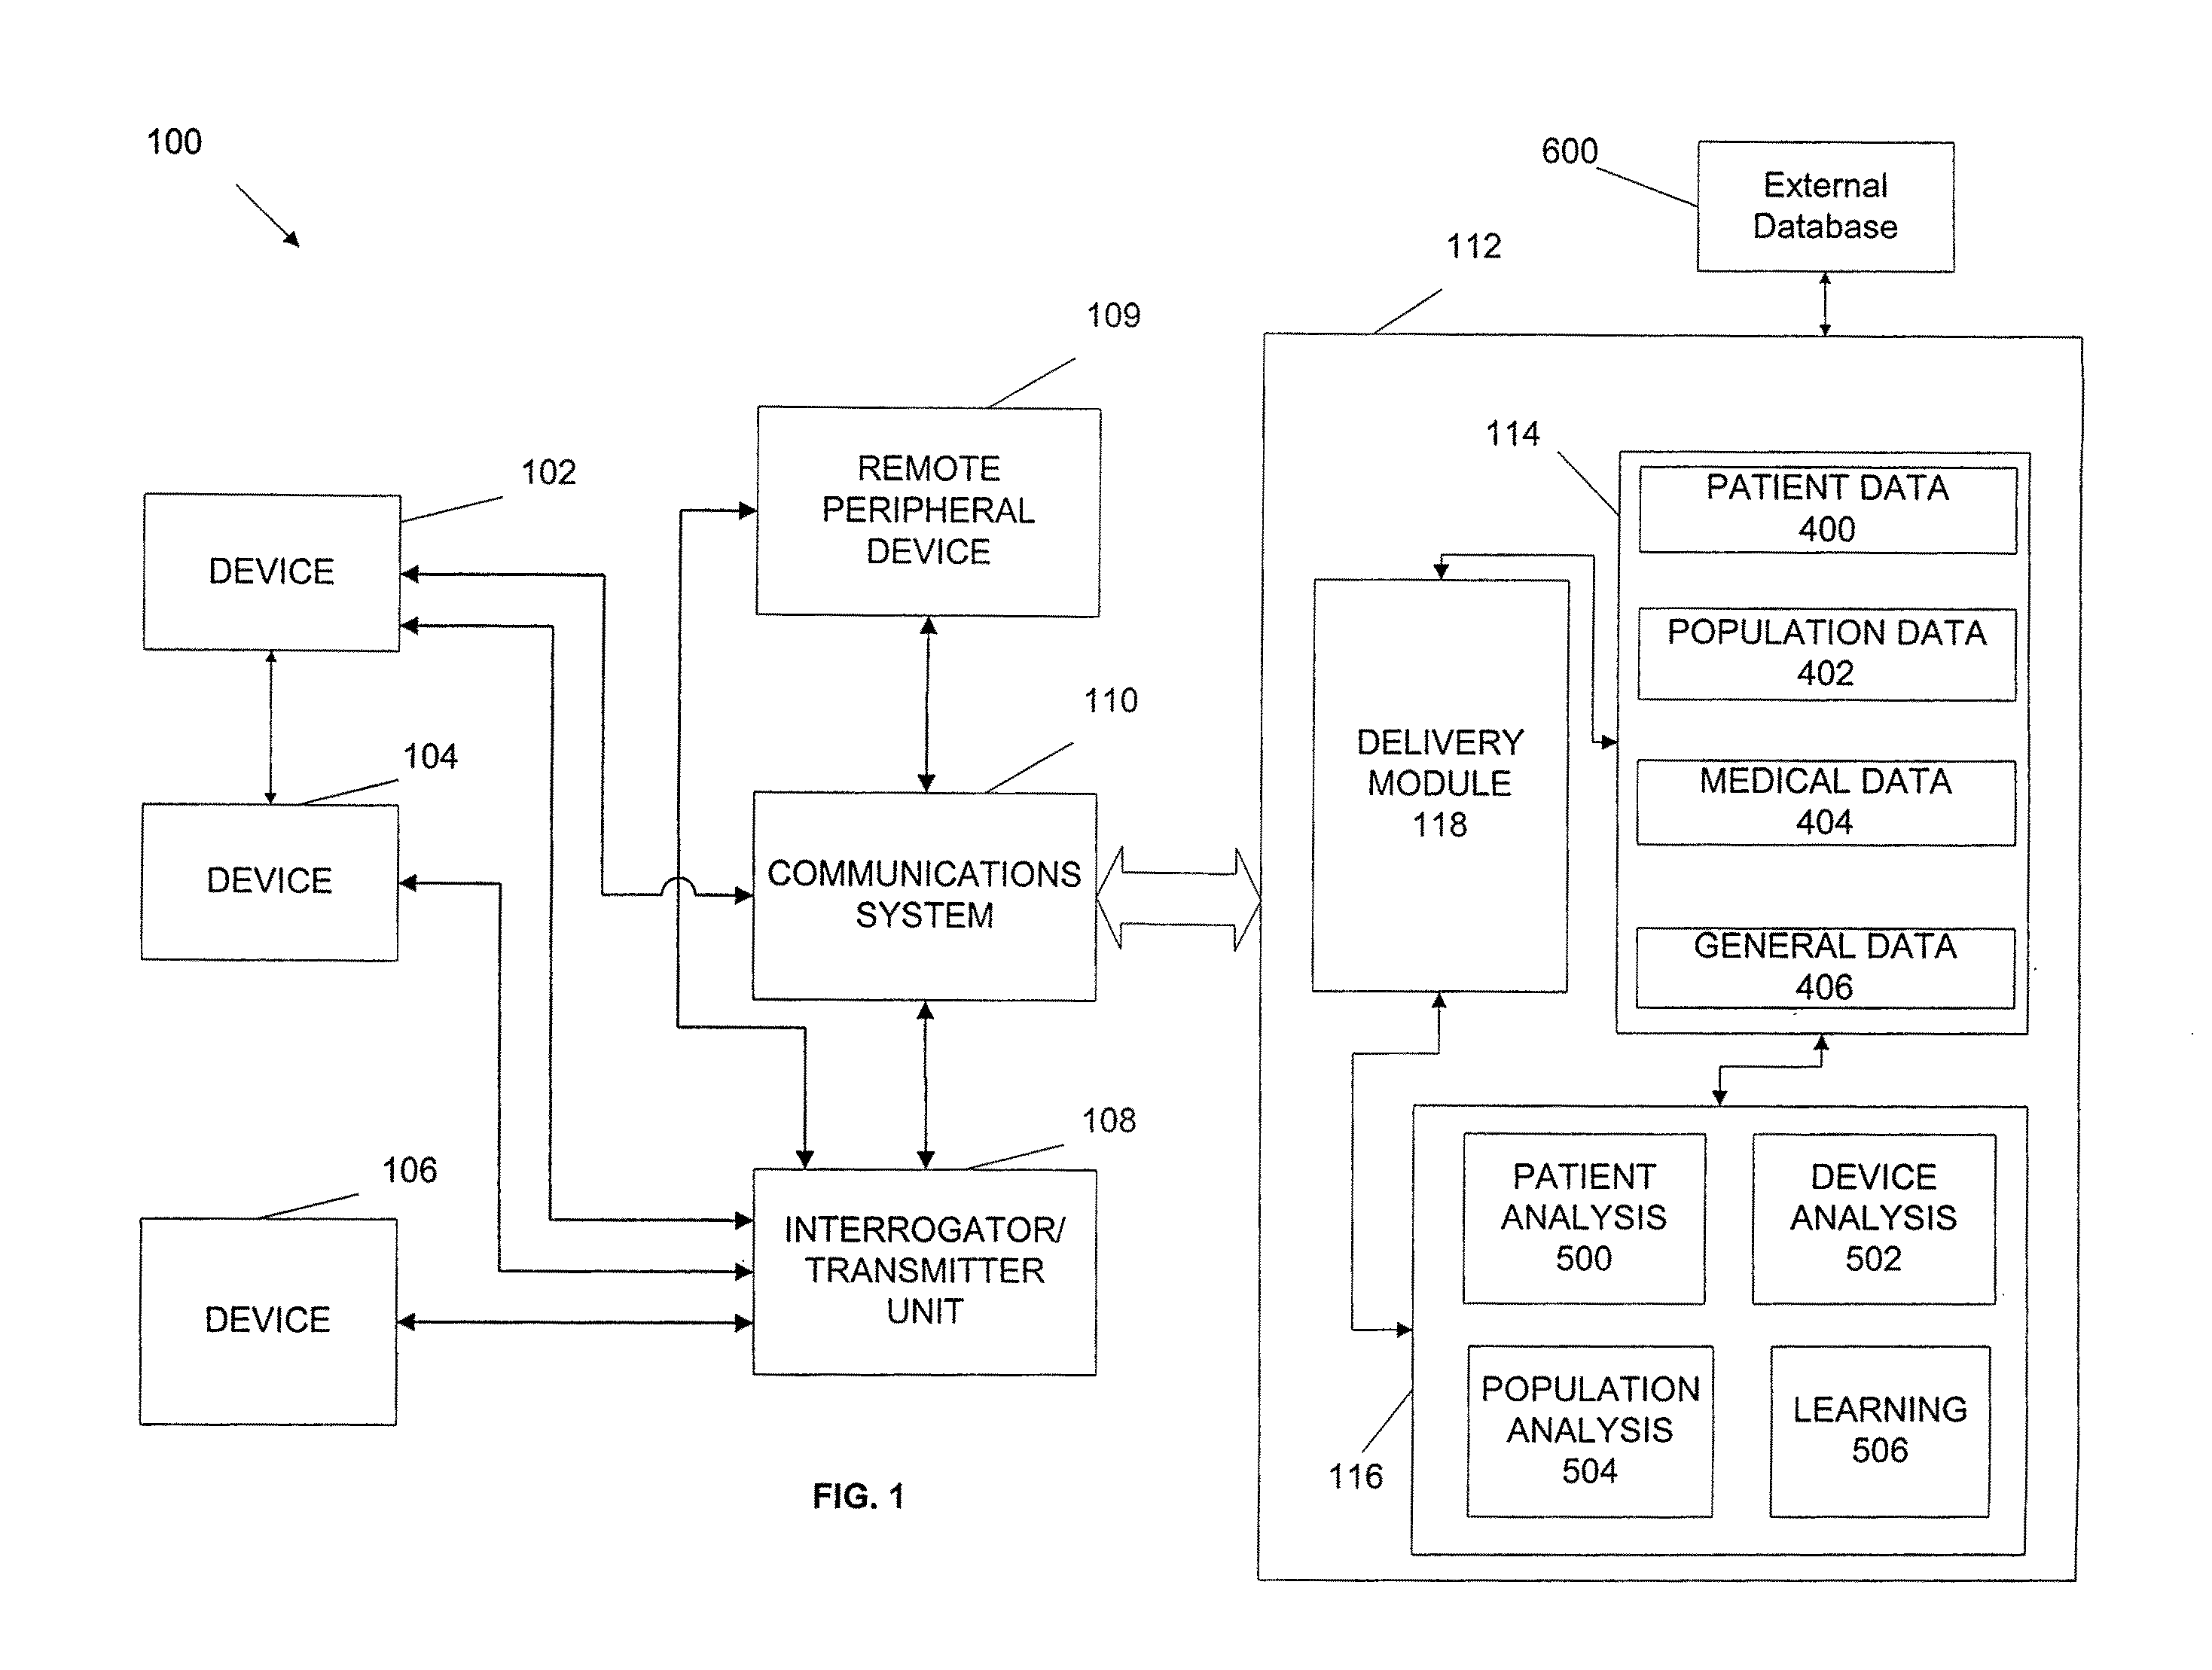 100
600
External
Database
112
109
114
102
REMOTE
PERIPHERAL
DEVICE
PATIENT DATA
400
DEVICE
POPULATION DATA
402
110
104
DELIVERY
MODULE
118
MEDICAL DATA
404
DEVICE
COMMUNICATIONS
SYSTEM
GENERAL DATA
406
108
106
PATIENT
ANALYSIS
500
DEVICE
ANALYSIS
502
INTERROGATOR/
TRANSMITTER
UNIT
DEVICE
POPULATION
ANALYSIS
504
LEARNING
506
116
FIG. 1